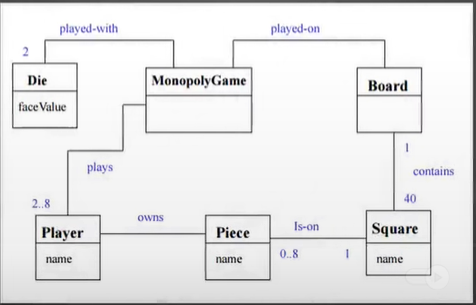 played-with
played-on
2
Die
faceValue
MonopolyGame
Board
1
contains
40
plays
2..8
Player
name
owns
Piece
name
Is-on
0..8
1
Square
name